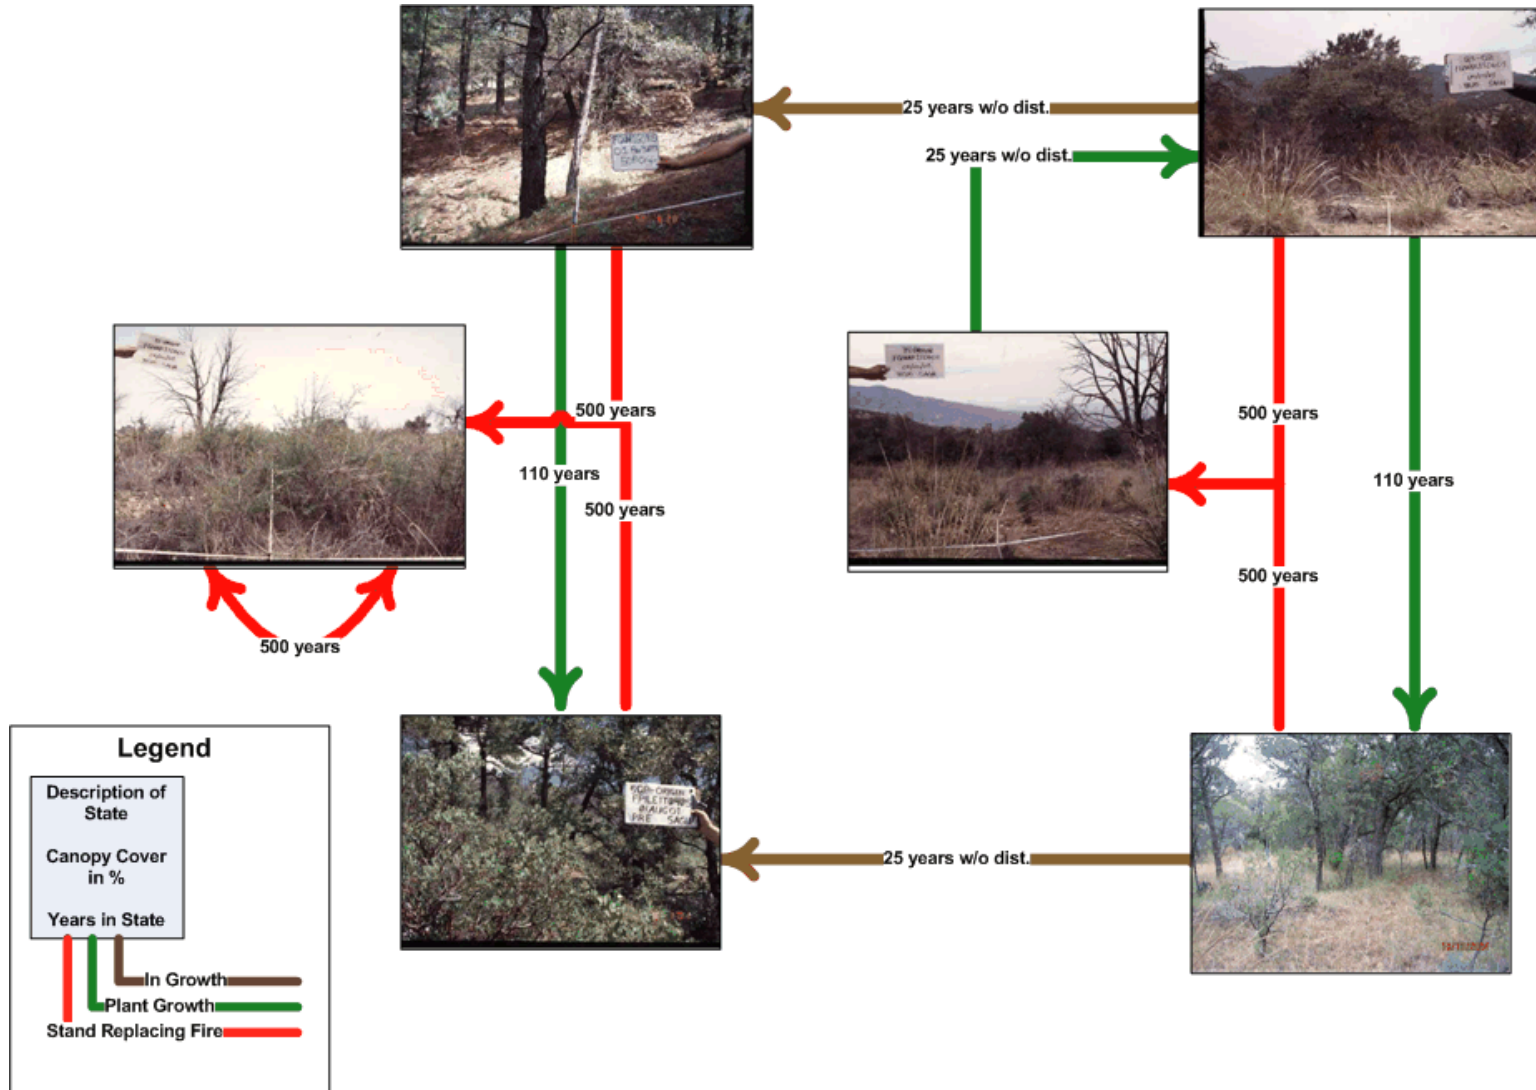 25 years w/o dist.
25 years w/o dist.
500 years
500 years
110 years
110 years
500 years
500 years
500 years
25 years w/o dist.
Legend
Description of
State
Canopy Cover
in %
Years in State
In Growth
Plant Growth
Stand Replacing Fire